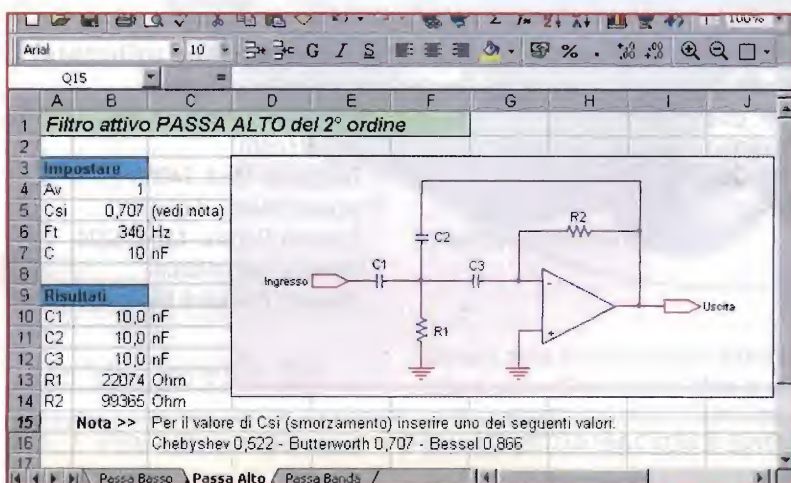 100%
Arial 10 G I S % .
Q15 =
A B C D E F G H I J
1 Filtro attivo PASSA ALTO del 2° ordine
2
3 Impostare
4 Av 1
5 Csi 0,707 (vedi nota)
6 Ft 340 Hz
7 C 10 nF
8
9 Risultati
10 C1 10,0 nF
11 C2 10,0 nF
12 C3 10,0 nF
13 R1 22074 Ohm
14 R2 99365 Ohm
Ingresso
C1
C2
C3
R1
R2
-
+
Uscita
15 Nota >> Per il valore di Csi (smorzamento) inserire uno dei seguenti valori.
16 Chebyshev 0,522 - Butterworth 0,707 - Bessel 0,866
17
Passa Basso Passa Alto Passa Banda